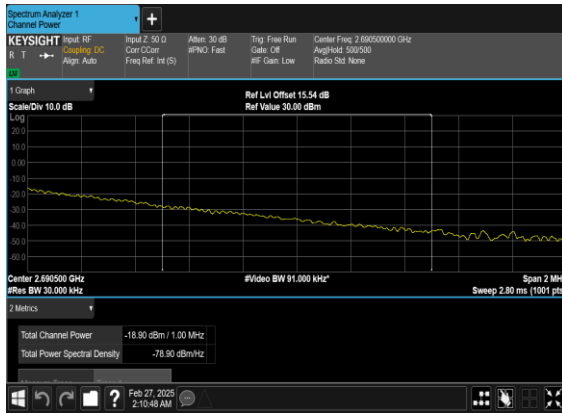 Spectrum Analyzer 1
Channel Power
+
KEYSIGHT Input: RF Input Z: 50 Ω Atten: 30 dB Trig: Free Run Center Freq: 2.690500000 GHz
R T Coupling: DC Corr CCorr #PNO: Fast Gate: Off Avg|Hold: 500/500
Align: Auto Freq Ref: Int (S) #IF Gain: Low Radio Std: None
1 Graph
Scale/Div 10.0 dB
Ref Lvl Offset 15.54 dB
Ref Value 30.00 dBm
Log
20.0
10.0
0.00
-10.0
-20.0
-30.0
-40.0
-50.0
-60.0
Center 2.690500 GHz #Video BW 91.000 kHz* Span 2 MH
#Res BW 30.000 kHz Sweep 2.80 ms (1001 pts
2 Metrics
Total Channel Power -18.90 dBm / 1.00 MHz
Total Power Spectral Density -78.90 dBm/Hz
?
Feb 27, 2025
2:10:48 AM